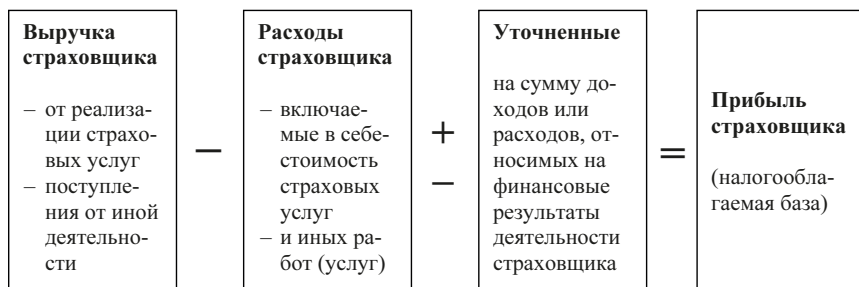 Выручка
страховщика
– от реализа-
ции страхо-
вых услуг
– поступле-
ния от иной
деятельно-
сти
–
Расходы
страховщика
– включае-
мые в себе-
стоимость
страховых
услуг
– и иных ра-
бот (услуг)
+
–
Уточненные
на сумму до-
ходов или
расходов, от-
носимых на
финансовые
результаты
деятельности
страховщика
=
Прибыль
страховщика
(налогообла-
гаемая база)